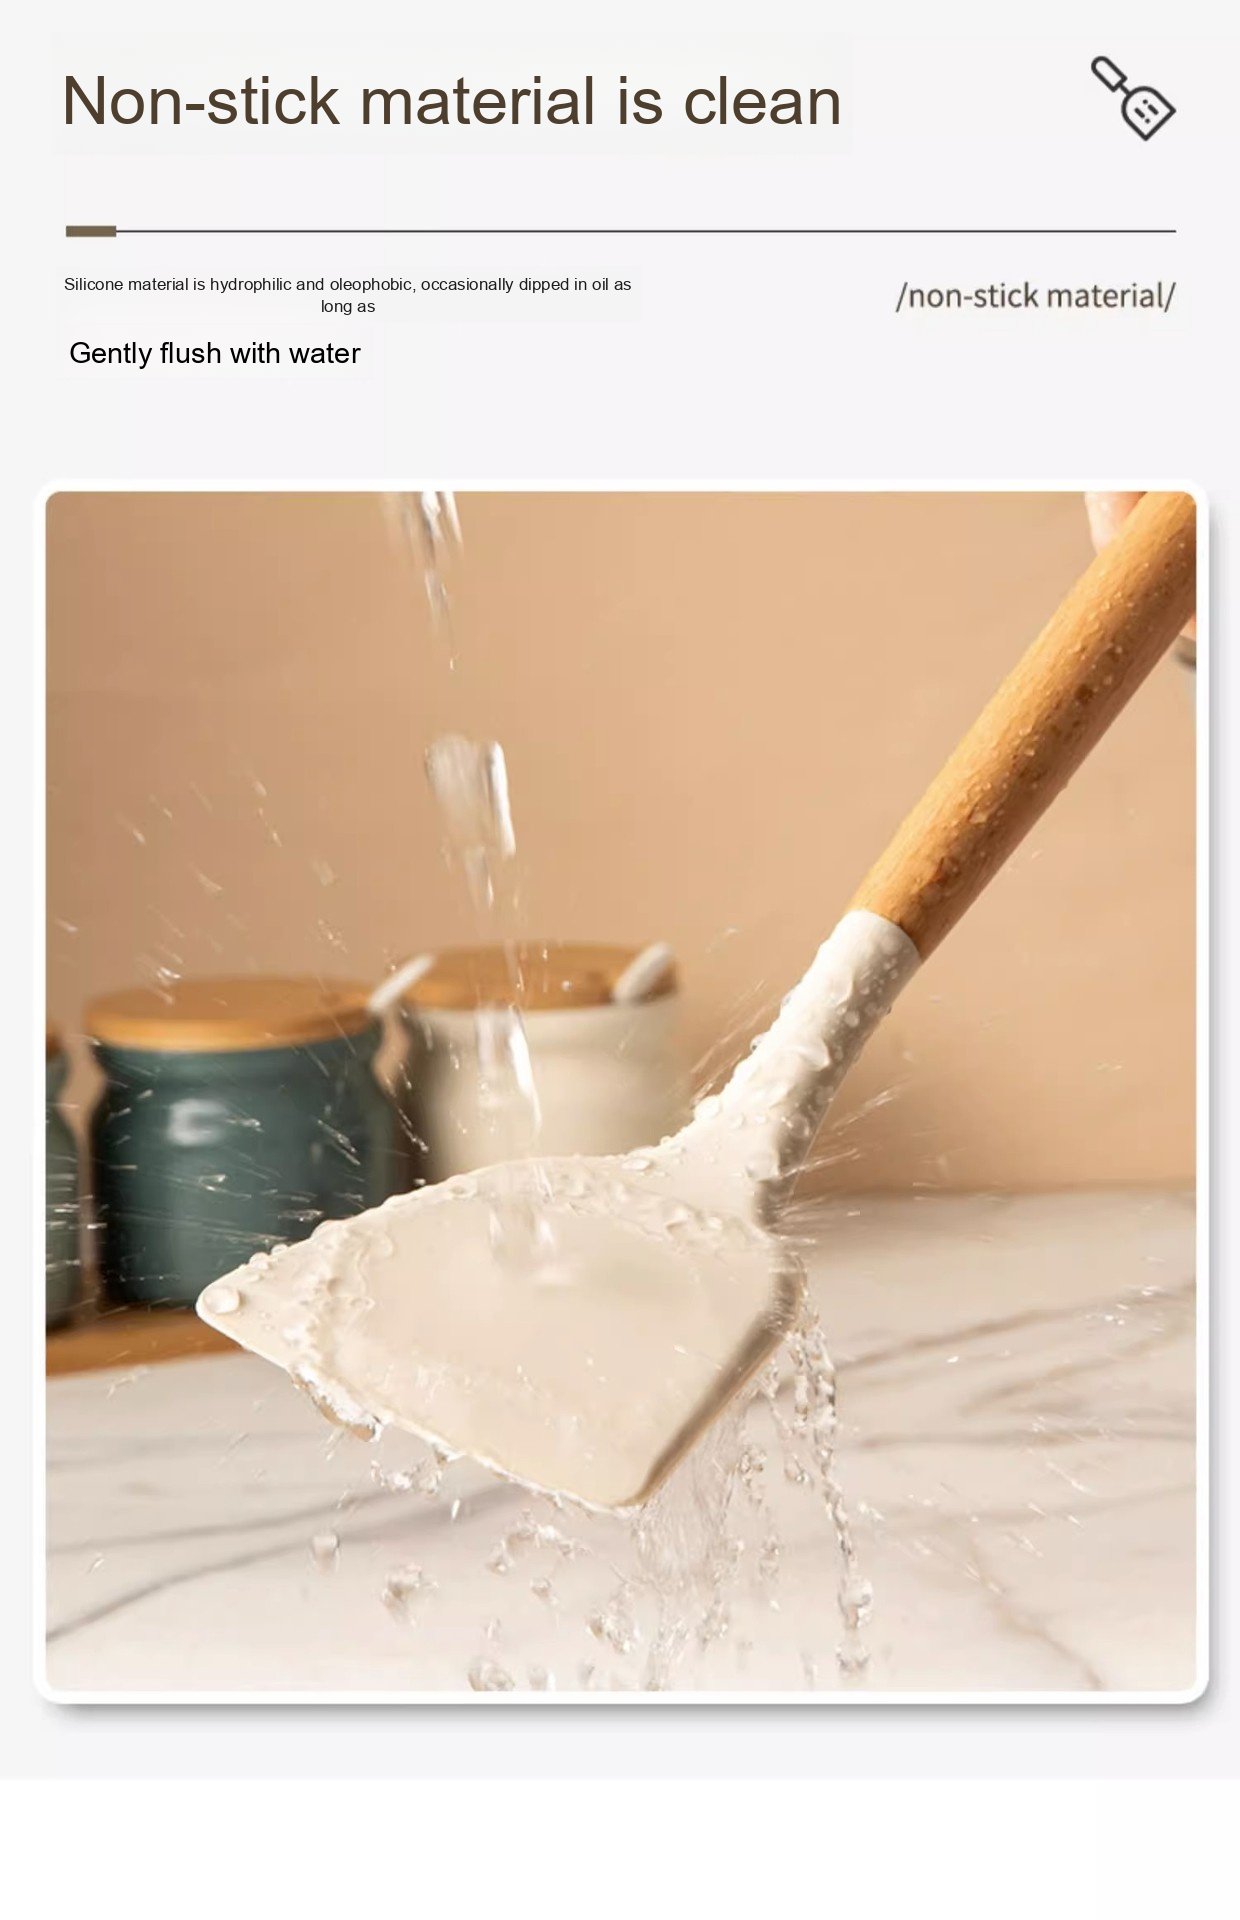 Non-stick material is clean
Silicone material is hydrophilic and oleophobic, occasionally dipped in oil as
long as
/non-stick material/
Gently flush with water